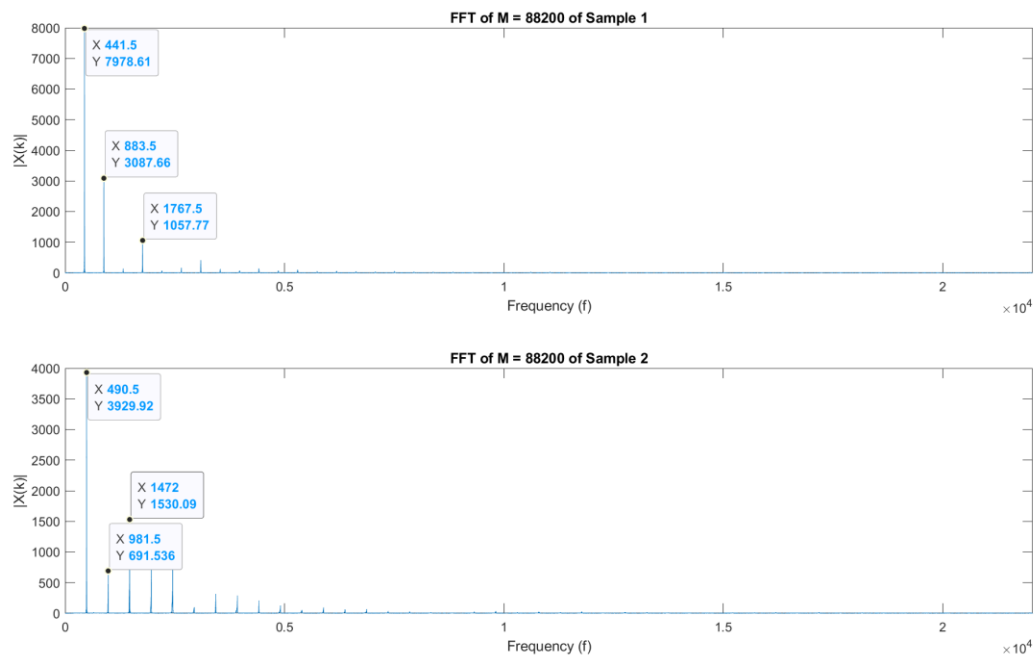 FFT of M = 88200 of Sample 1
8000
7000
6000
5000
4000
3000
2000
1000
0
|X(k)|
X 441.5
Y 7978.61
X 883.5
Y 3087.66
X 1767.5
Y 1057.77
0 0.5 1 1.5 2
Frequency (f)
×10⁴
FFT of M = 88200 of Sample 2
4000
3500
3000
2500
2000
1500
1000
500
0
|X(k)|
X 490.5
Y 3929.92
X 1472
Y 1530.09
X 981.5
Y 691.536
0 0.5 1 1.5 2
Frequency (f)
×10⁴